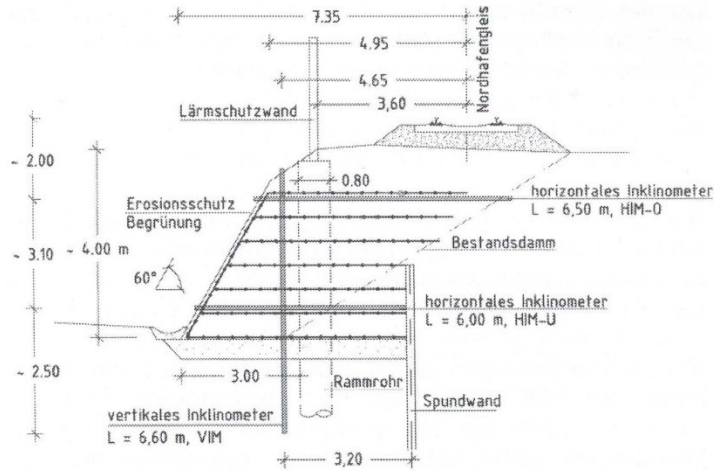 7.35
4.95
4.65
3,60
Nordhafengleis
Lärmschutzwand
~ 2.00
0.80
horizontales Inklinometer
L = 6,50 m, HIM-O
Erosionsschutz
Begrünung
Bestandsdamm
~ 3.10
~ 4.00 m
60°
horizontales Inklinometer
L = 6,00 m, HIM-U
~ 2.50
3.00
Rammrohr
Spundwand
vertikales Inklinometer
L = 6,60 m, VIM
3,20